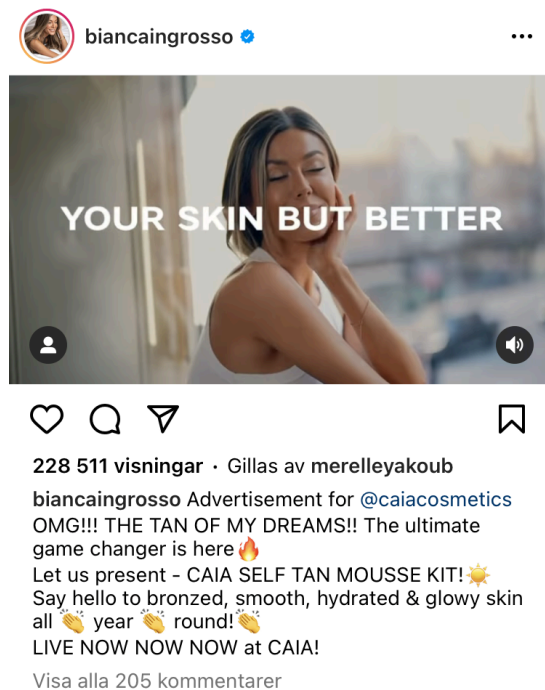 biancaingrosso
YOUR SKIN BUT BETTER
228 511 visningar · Gillas av merelleyakoub
biancaingrosso Advertisement for @caiacosmetics
OMG!!! THE TAN OF MY DREAMS!! The ultimate
game changer is here🔥
Let us present - CAIA SELF TAN MOUSSE KIT!☀️
Say hello to bronzed, smooth, hydrated & glowy skin
all 👏 year 👏 round!👏
LIVE NOW NOW NOW at CAIA!
Visa alla 205 kommentarer